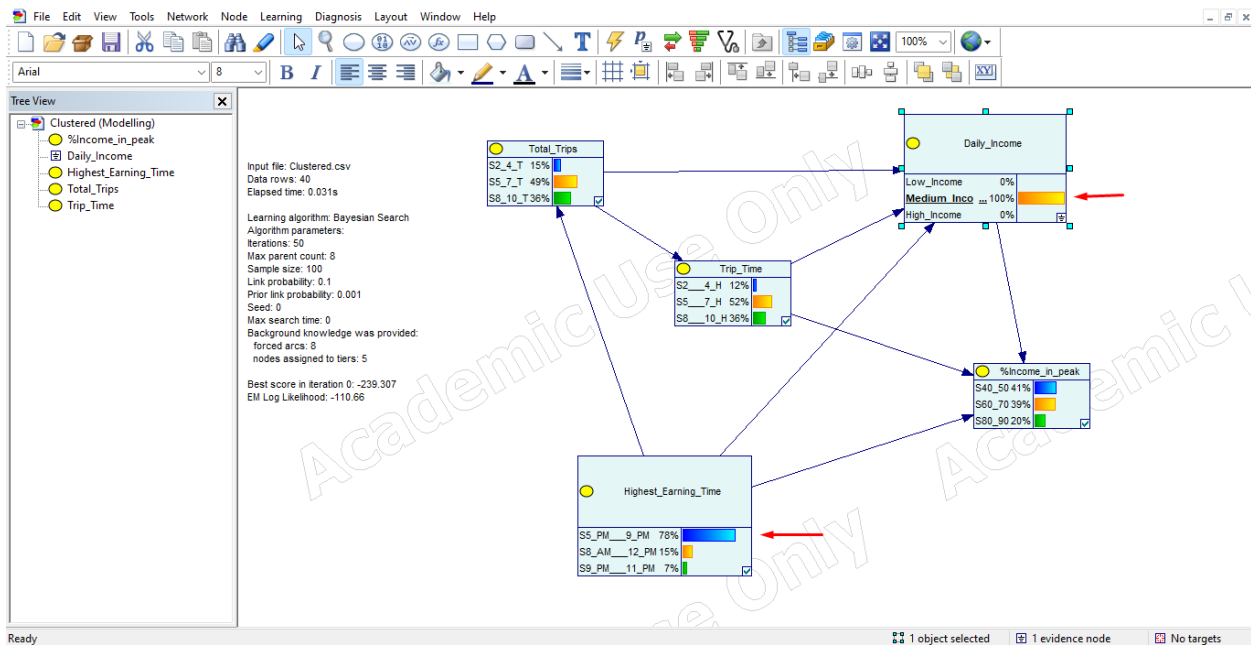 File Edit View Tools Network Node Learning Diagnosis Layout Window Help
100%
Arial 8 B I A
Tree View
Clustered (Modelling)
%Income_in_peak
Daily_Income
Highest_Earning_Time
Total_Trips
Trip_Time
Input file: Clustered.csv
Data rows: 40
Elapsed time: 0.031s
Learning algorithm: Bayesian Search
Algorithm parameters:
Iterations: 50
Max parent count: 8
Sample size: 100
Link probability: 0.1
Prior link probability: 0.001
Seed: 0
Max search time: 0
Background knowledge was provided:
forced arcs: 8
nodes assigned to tiers: 5
Best score in iteration 0: -239.307
EM Log Likelihood: -110.66
Total_Trips
S2_4_T 15%
S5_7_T 49%
S8_10_T 36%
Daily_Income
Low_Income 0%
Medium_Inco ... 100%
High_Income 0%
Trip_Time
S2___4_H 12%
S5___7_H 52%
S8___10_H 36%
%Income_in_peak
S40_50 41%
S60_70 39%
S80_90 20%
Highest_Earning_Time
S5_PM___9_PM 78%
S8_AM___12_PM 15%
S9_PM___11_PM 7%
Academic Use Only
Academic
Use Only
Ready
1 object selected
1 evidence node
No targets